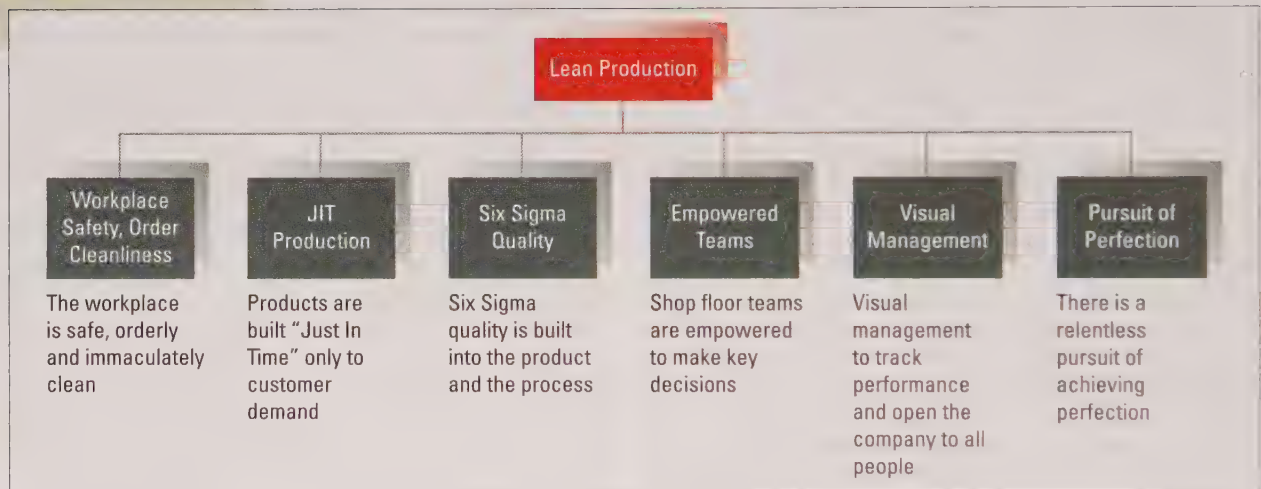 Lean Production
Workplace
Safety, Order
Cleanliness
The workplace
is safe, orderly
and immaculately
clean
JIT
Production
Products are
built “Just In
Time” only to
customer
demand
Six Sigma
Quality
Six Sigma
quality is built
into the product
and the process
Empowered
Teams
Shop floor teams
are empowered
to make key
decisions
Visual
Management
Visual
management
to track
performance
and open the
company to all
people
Pursuit of
Perfection
There is a
relentless
pursuit of
achieving
perfection